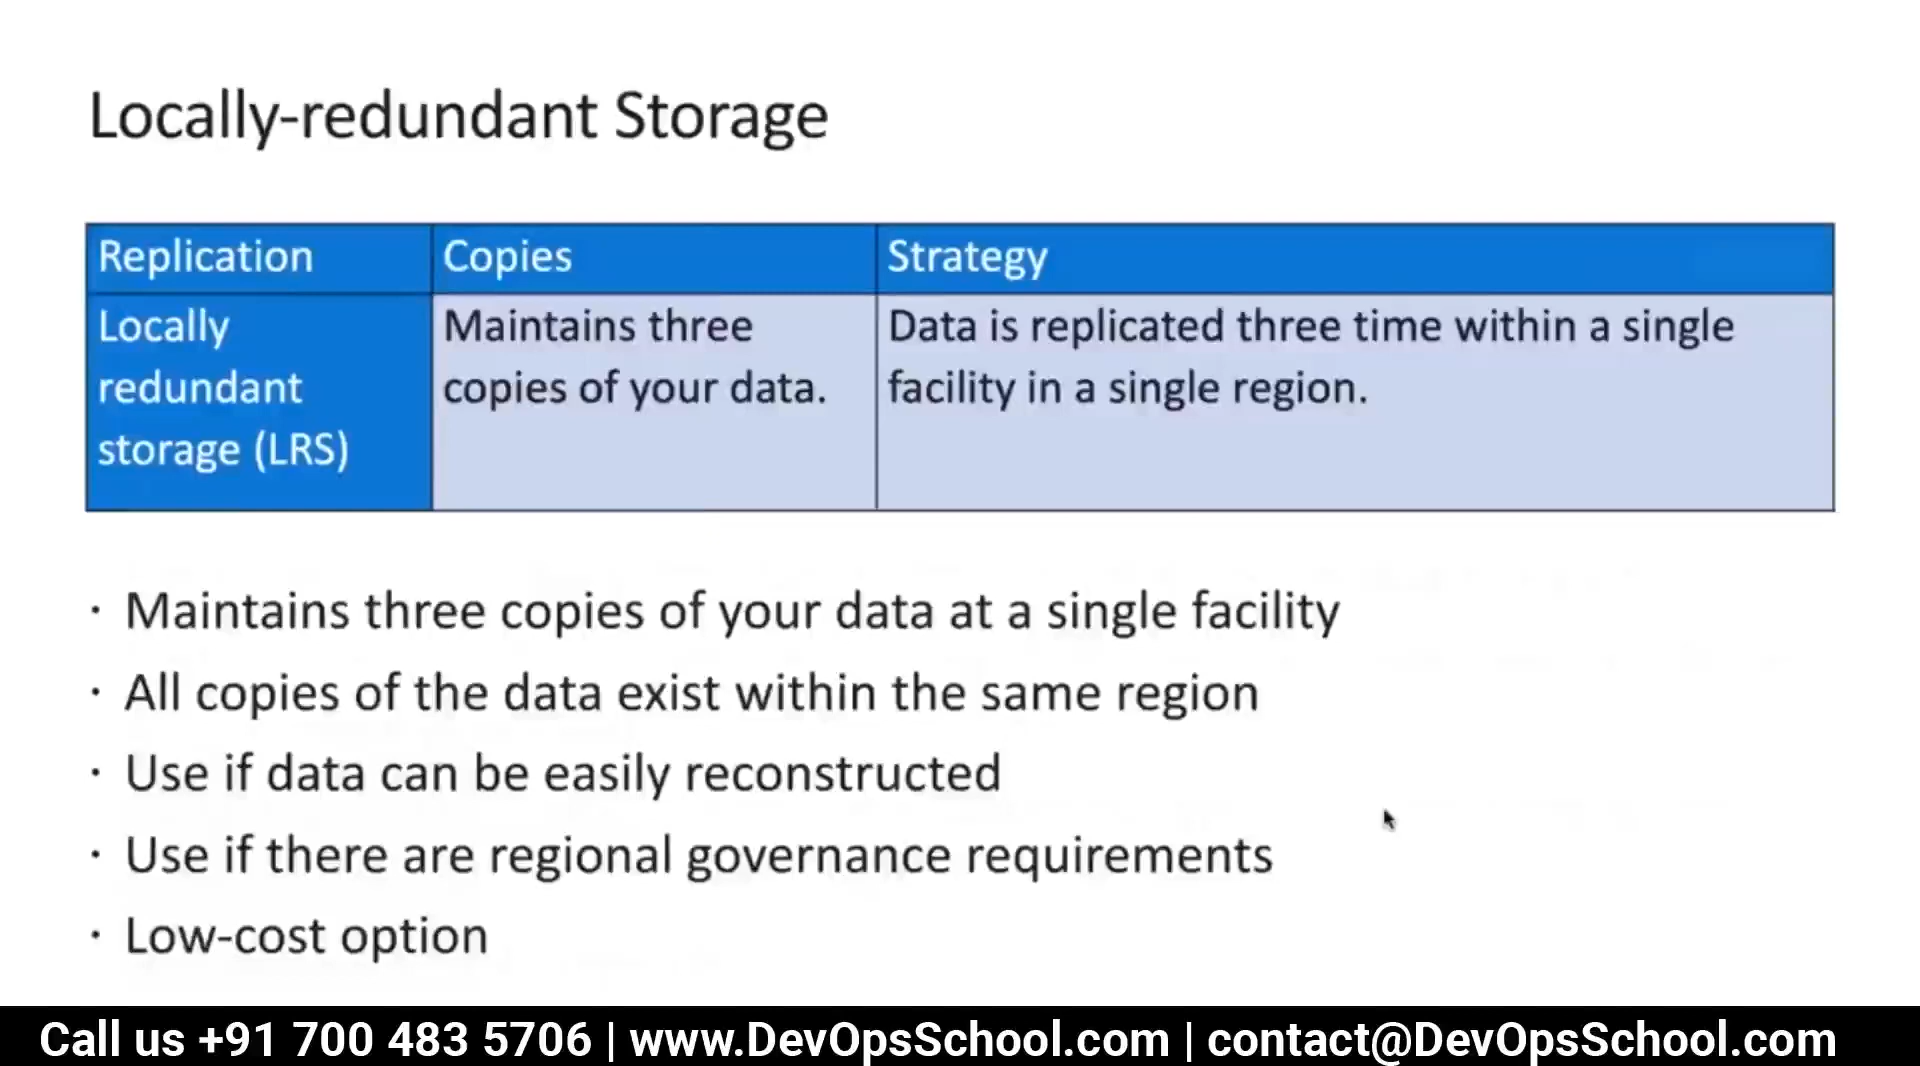 Locally-redundant Storage
Replication Copies Strategy
Locally redundant storage (LRS)
Maintains three copies of your data.
Data is replicated three time within a single facility in a single region.
· Maintains three copies of your data at a single facility
· All copies of the data exist within the same region
· Use if data can be easily reconstructed
· Use if there are regional governance requirements
· Low-cost option
Call us +91 700 483 5706 | www.DevOpsSchool.com | contact@DevOpsSchool.com